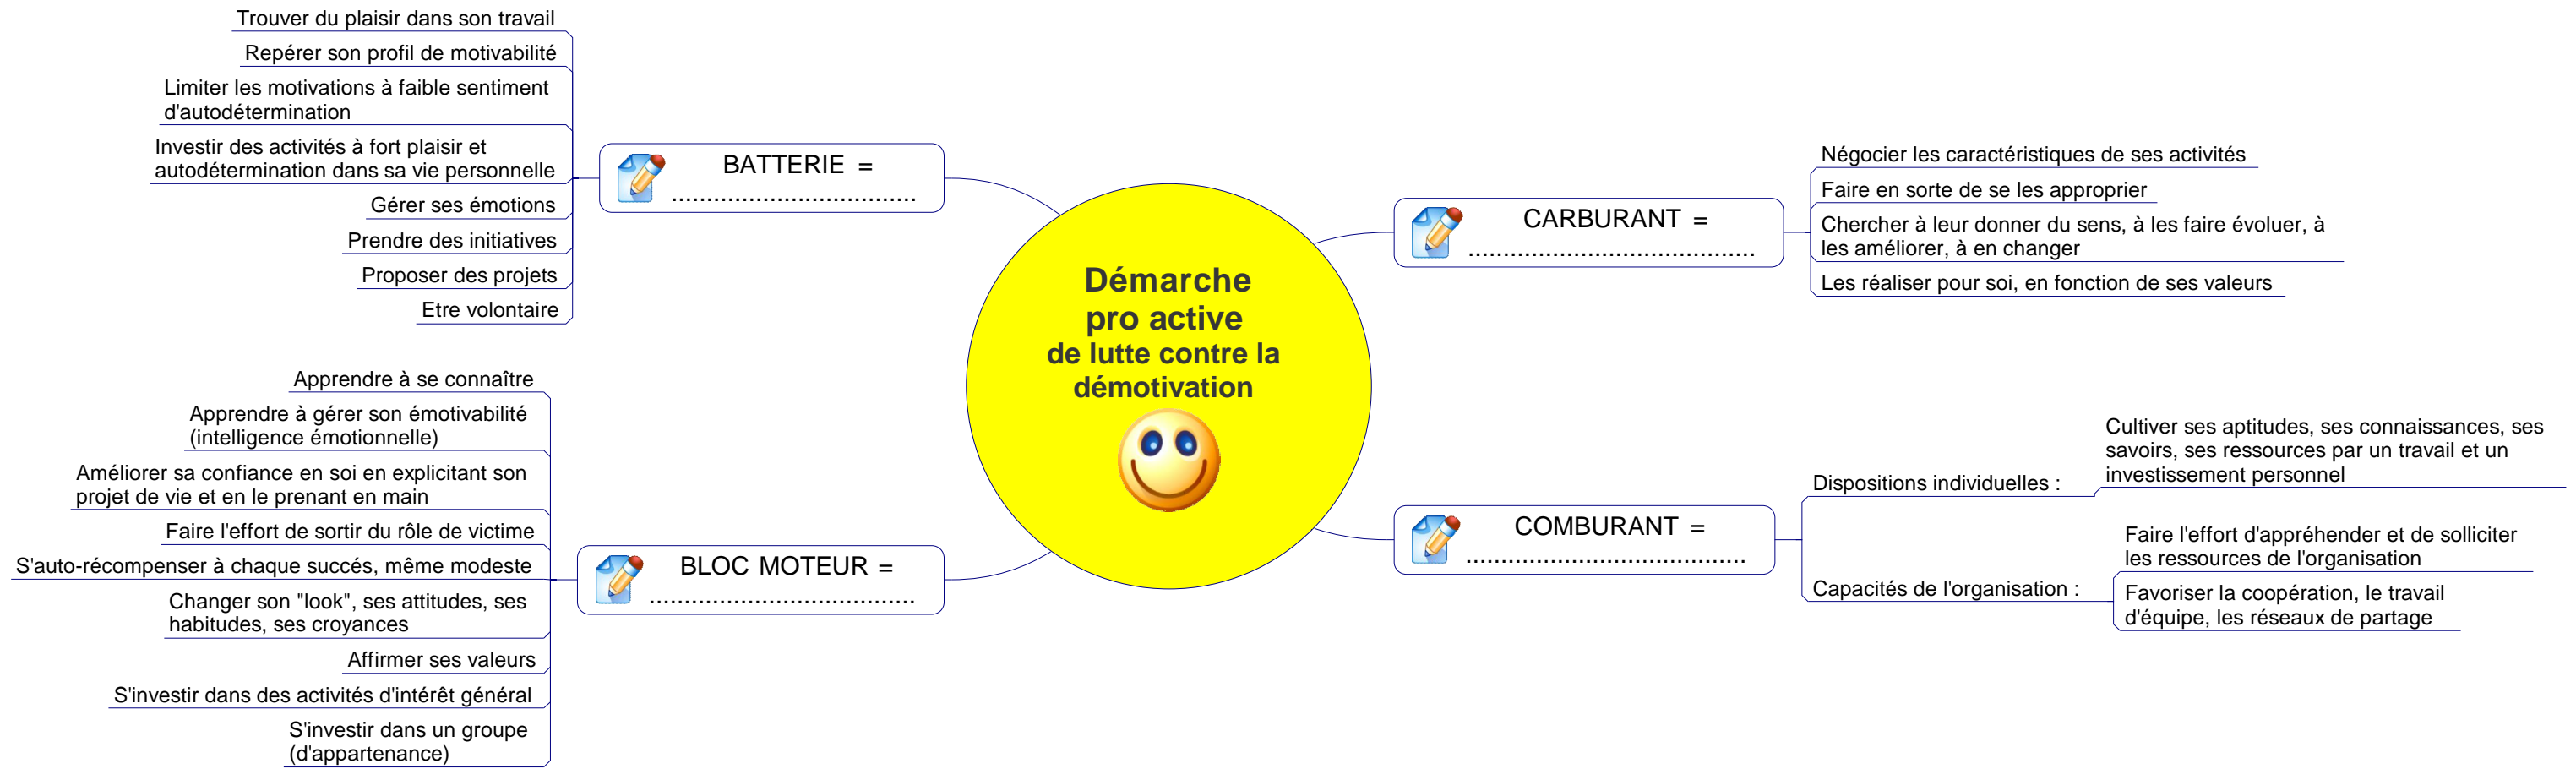 Démarche
pro active
de lutte contre la
démotivation
BATTERIE =
...................................
Trouver du plaisir dans son travail
Repérer son profil de motivabilité
Limiter les motivations à faible sentiment
d'autodétermination
Investir des activités à fort plaisir et
autodétermination dans sa vie personnelle
Gérer ses émotions
Prendre des initiatives
Proposer des projets
Etre volontaire
BLOC MOTEUR =
......................................
Apprendre à se connaître
Apprendre à gérer son émotivabilité
(intelligence émotionnelle)
Améliorer sa confiance en soi en explicitant son
projet de vie et en le prenant en main
Faire l'effort de sortir du rôle de victime
S'auto-récompenser à chaque succés, même modeste
Changer son "look", ses attitudes, ses
habitudes, ses croyances
Affirmer ses valeurs
S'investir dans des activités d'intérêt général
S'investir dans un groupe
(d'appartenance)
CARBURANT =
.........................................
Négocier les caractéristiques de ses activités
Faire en sorte de se les approprier
Chercher à leur donner du sens, à les faire évoluer, à
les améliorer, à en changer
Les réaliser pour soi, en fonction de ses valeurs
COMBURANT =
........................................
Dispositions individuelles :
Cultiver ses aptitudes, ses connaissances, ses
savoirs, ses ressources par un travail et un
investissement personnel
Capacités de l'organisation :
Faire l'effort d'appréhender et de solliciter
les ressources de l'organisation
Favoriser la coopération, le travail
d'équipe, les réseaux de partage